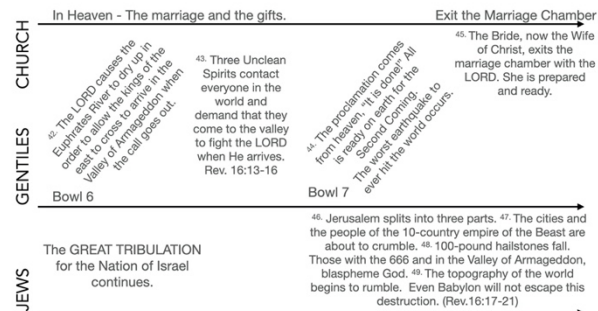 In Heaven - The marriage and the gifts.
Exit the Marriage Chamber
CHURCH
42. The LORD causes the
Euphrates River to dry up in
order to allow the kings of the
east to cross to arrive in the
Valley of Armageddon when
the call goes out.
43. Three Unclean
Spirits contact
everyone in the
world and
demand that they
come to the valley
to fight the LORD
when He arrives.
Rev. 16:13-16
44. The proclamation comes
from heaven, "It is done!" All
is ready on earth for the
Second Coming.
The worst earthquake to
ever hit the world occurs.
45. The Bride, now the Wife
of Christ, exits the
marriage chamber with the
LORD. She is prepared
and ready.
GENTILES
Bowl 6
Bowl 7
JEWS
The GREAT TRIBULATION
for the Nation of Israel
continues.
46. Jerusalem splits into three parts. 47. The cities and
the people of the 10-country empire of the Beast are
about to crumble. 48. 100-pound hailstones fall.
Those with the 666 and in the Valley of Armageddon,
blaspheme God. 49. The topography of the world
begins to rumble. Even Babylon will not escape this
destruction. (Rev.16:17-21)